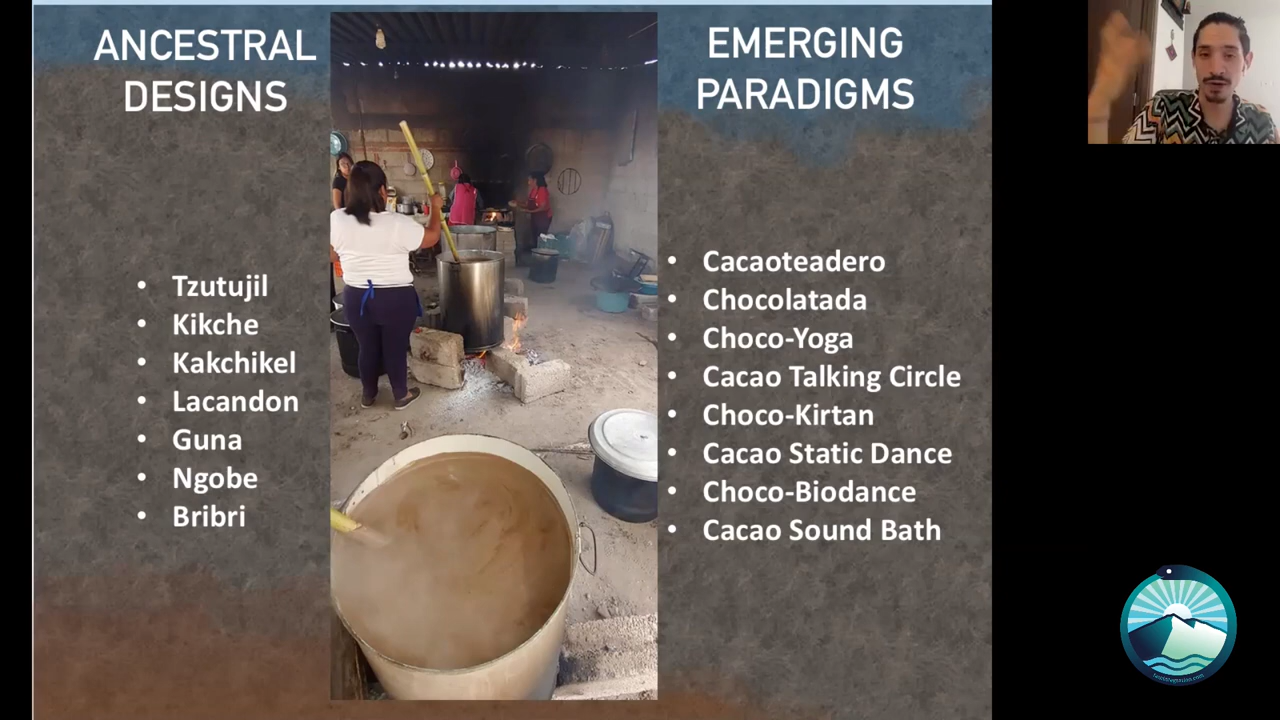 ANCESTRAL
DESIGNS
• Tzutujil
• Kikche
• Kakchikel
• Lacandon
• Guna
• Ngobe
• Bribri
EMERGING
PARADIGMS
• Cacaoteadero
• Chocolatada
• Choco-Yoga
• Cacao Talking Circle
• Choco-Kirtan
• Cacao Static Dance
• Choco-Biodance
• Cacao Sound Bath